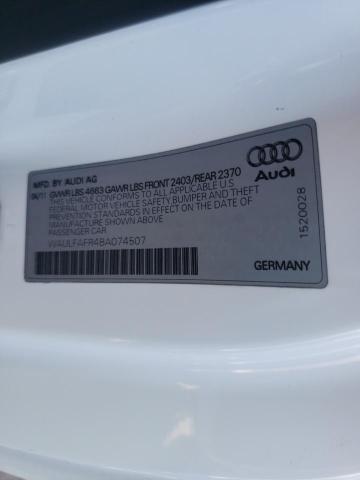 MFD. BY AUDI AG
06/11 GVWR LBS 4663 GAWR LBS FRONT 2403/REAR 2370
THIS VEHICLE CONFORMS TO ALL APPLICABLE U.S
FEDERAL MOTOR VEHICLE SAFETY,BUMPER AND THEFT
PREVENTION STANDARDS IN EFFECT ON THE DATE OF
MANUFACTURE SHOWN ABOVE
PASSENGER CAR
WAULFAFR4BA074507
GERMANY
Audi
1520028